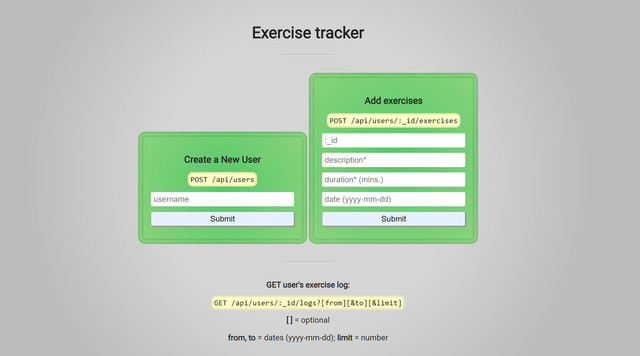 Exercise tracker
Create a New User
POST /api/users
username
Submit
Add exercises
POST /api/users/:_id/exercises
:_id
description*
duration* (mins.)
date (yyyy-mm-dd)
Submit
GET user's exercise log:
GET /api/users/:_id/logs?[from][&to][&limit]
[ ] = optional
from, to = dates (yyyy-mm-dd); limit = number